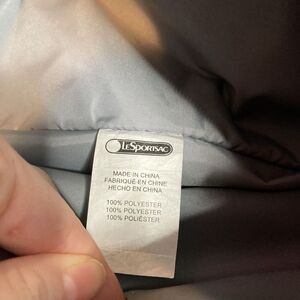 LeSportsac
MADE IN CHINA
FABRIQUÉ EN CHINE
HECHO EN CHINA
100% POLYESTER
100% POLYESTER
100% POLIÉSTER